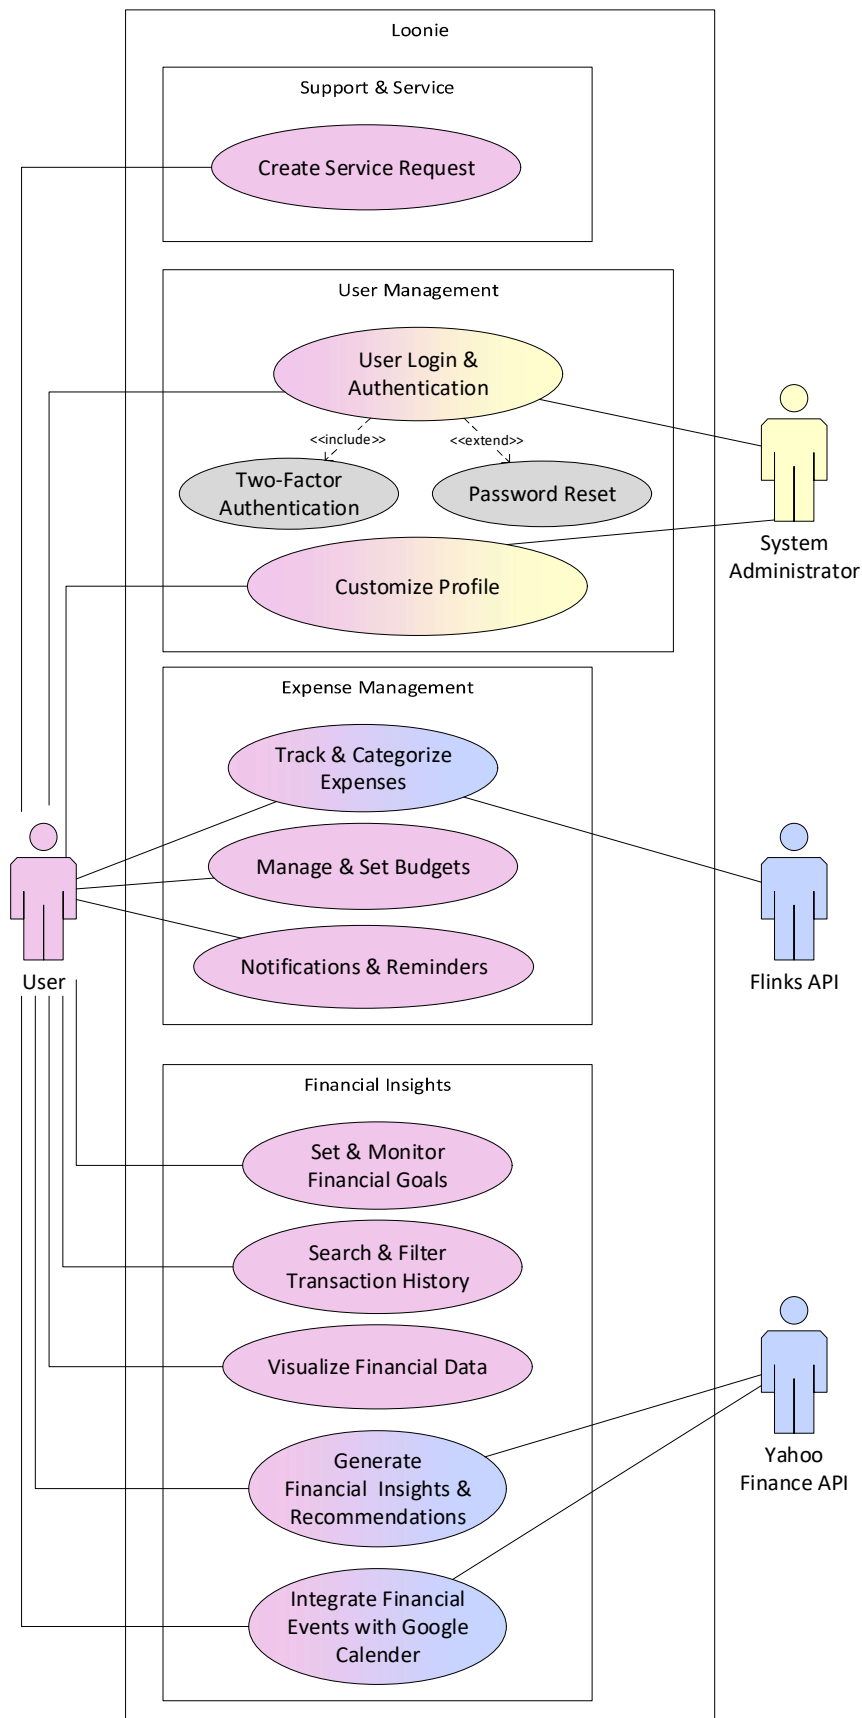 Loonie
Support & Service
Create Service Request
User Management
User Login &
Authentication
<<include>>
<<extend>>
Two-Factor
Authentication
Password Reset
Customize Profile
System
Administrator
Expense Management
Track & Categorize
Expenses
Manage & Set Budgets
Notifications & Reminders
User
Flinks API
Financial Insights
Set & Monitor
Financial Goals
Search & Filter
Transaction History
Visualize Financial Data
Generate
Financial  Insights &
Recommendations
Yahoo
Finance API
Integrate Financial
Events with Google
Calender